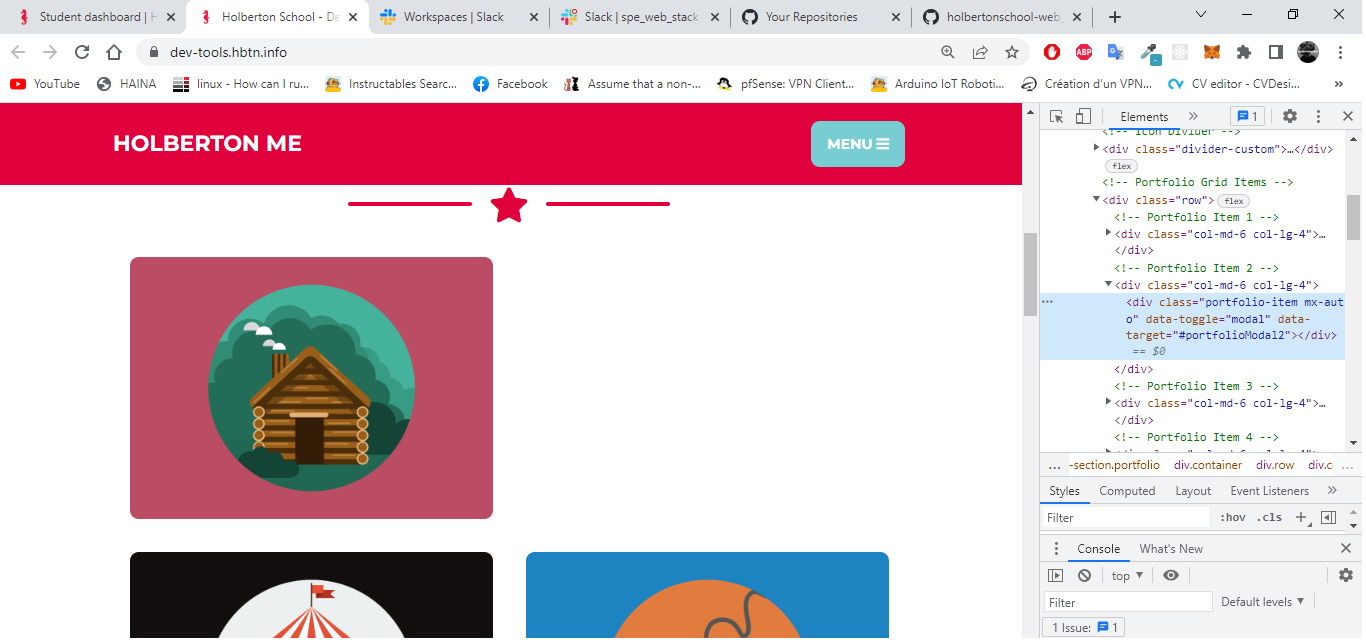 Student dashboard | H
Holberton School - De
Workspaces | Slack
Slack | spe_web_stack
Your Repositories
holbertonschool-web_
dev-tools.hbtn.info
YouTube
HAINA
linux - How can I ru...
Instructables Searc...
Facebook
Assume that a non-...
pfSense: VPN Client...
Arduino IoT Roboti...
Création d'un VPN...
CV editor - CVDesi...
»
HOLBERTON ME
MENU
Elements
»
1
<!-- Icon Divider -->
<div class="divider-custom">…</div>
flex
<!-- Portfolio Grid Items -->
<div class="row"> flex
<!-- Portfolio Item 1 -->
<div class="col-md-6 col-lg-4">…
</div>
<!-- Portfolio Item 2 -->
<div class="col-md-6 col-lg-4">
<div class="portfolio-item mx-aut
o" data-toggle="modal" data-
target="#portfolioModal2"></div>
== $0
</div>
<!-- Portfolio Item 3 -->
<div class="col-md-6 col-lg-4">…
</div>
<!-- Portfolio Item 4 -->
... -section.portfolio div.container div.row div.c ...
Styles Computed Layout Event Listeners »
Filter :hov .cls
Console What's New
top
Filter Default levels
1 Issue: 1